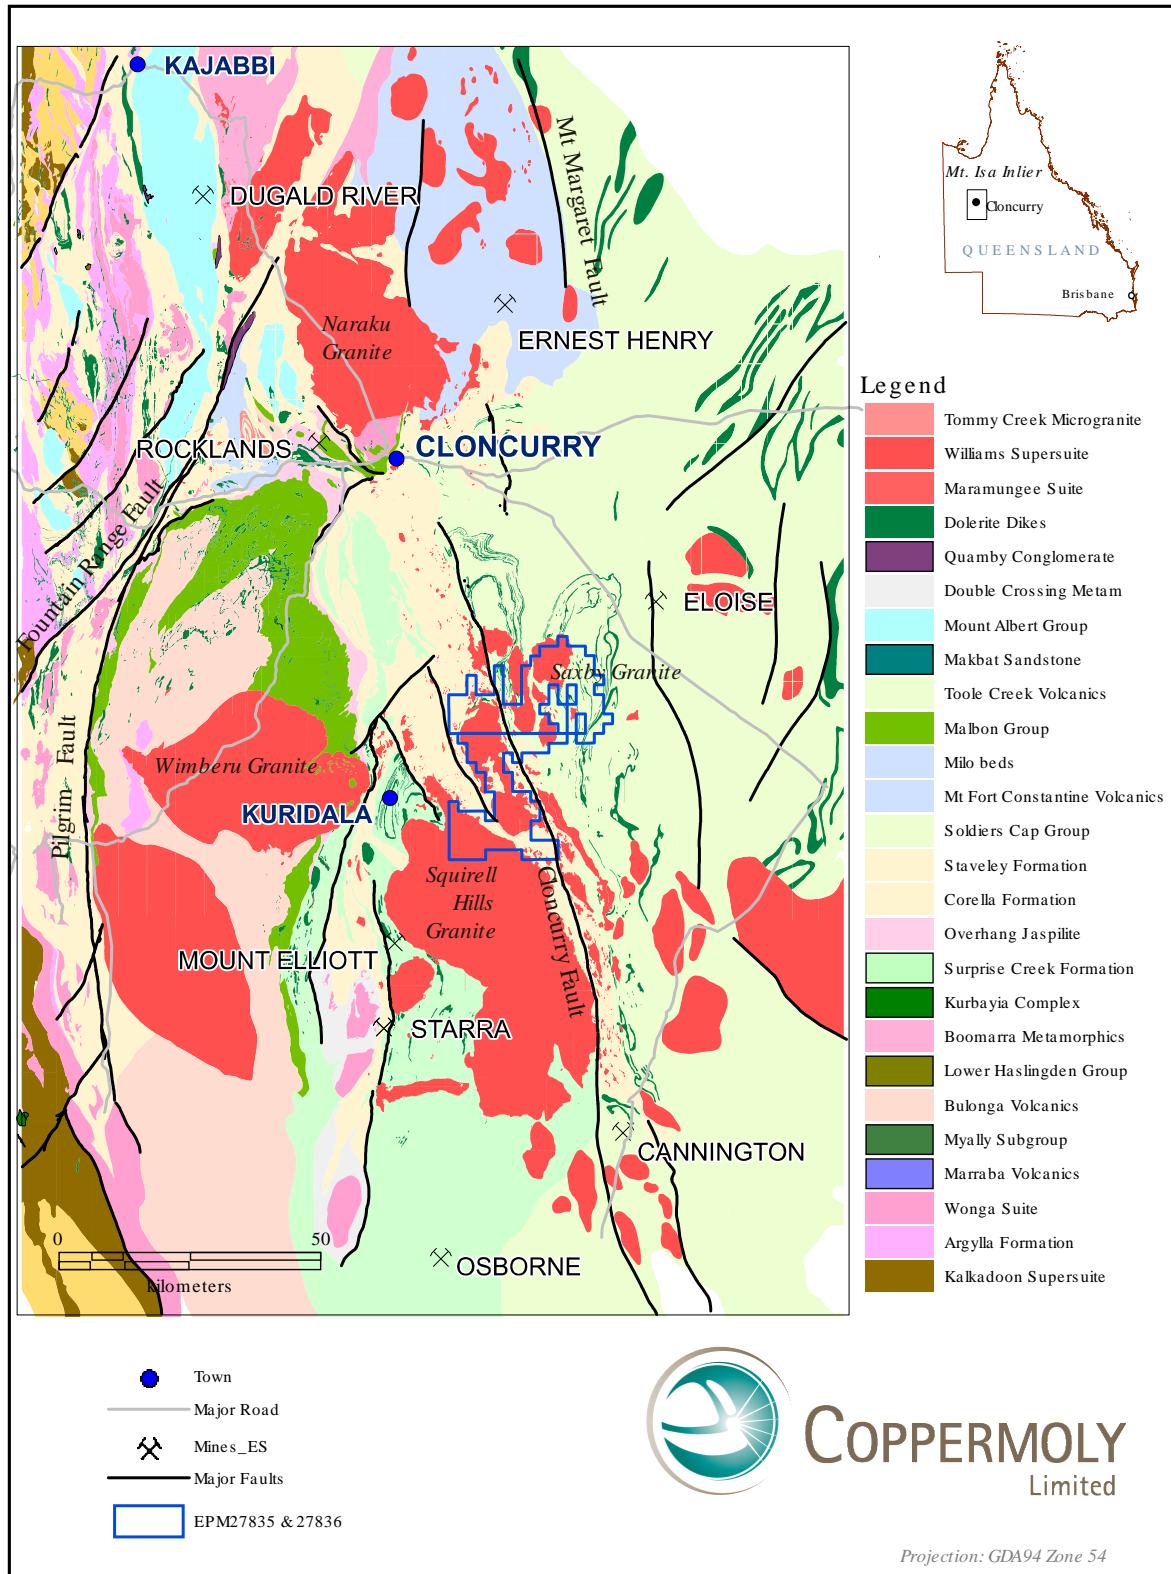 KAJABBI
DUGALD RIVER
Mt Margaret Fault
Naraku
Granite
ERNEST HENRY
ROCKLANDS
CLONCURRY
Fountain Range Fault
ELOISE
Saxby Granite
Pilgrim Fault
Wimberu Granite
KURIDALA
Squirell
Hills
Granite
Cloncurry Fault
MOUNT ELLIOTT
STARRA
CANNINGTON
OSBORNE
0 50
kilometers
Mt. Isa Inlier
Cloncurry
QUEENSLAND
Brisbane
Legend
Tommy Creek Microgranite
Williams Supersuite
Maramungee Suite
Dolerite Dikes
Quamby Conglomerate
Double Crossing Metam
Mount Albert Group
Makbat Sandstone
Toole Creek Volcanics
Malbon Group
Milo beds
Mt Fort Constantine Volcanics
Soldiers Cap Group
Staveley Formation
Corella Formation
Overhang Jaspilite
Surprise Creek Formation
Kurbayia Complex
Boomarra Metamorphics
Lower Haslingden Group
Bulonga Volcanics
Myally Subgroup
Marraba Volcanics
Wonga Suite
Argylla Formation
Kalkadoon Supersuite
Town
Major Road
Mines_ES
Major Faults
EPM27835 & 27836
COPPERMOLY
Limited
Projection: GDA94 Zone 54